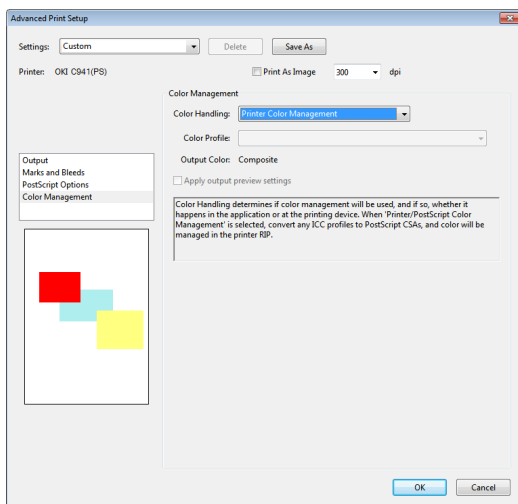 Advanced Print Setup
Settings: Custom Delete Save As
Printer: OKI C941(PS) Print As Image 300 dpi
Color Management
Color Handling: Printer Color Management
Color Profile:
Output Color: Composite
Apply output preview settings
Output
Marks and Bleeds
PostScript Options
Color Management
Color Handling determines if color management will be used, and if so, whether it
happens in the application or at the printing device. When 'Printer/PostScript Color
Management' is selected, convert any ICC profiles to PostScript CSAs, and color will be
managed in the printer RIP.
OK Cancel